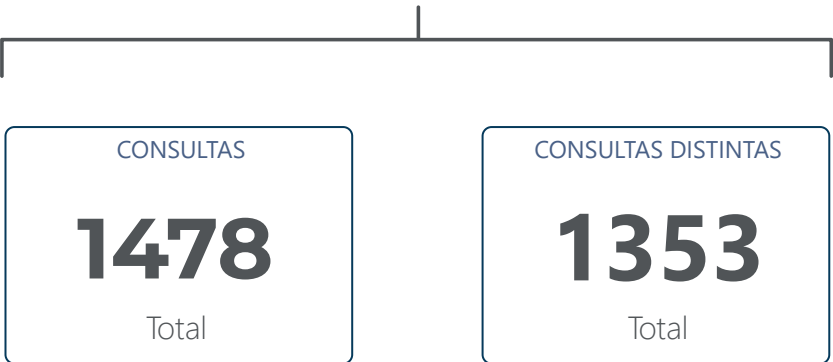 CONSULTAS
1478
Total
CONSULTAS DISTINTAS
1353
Total